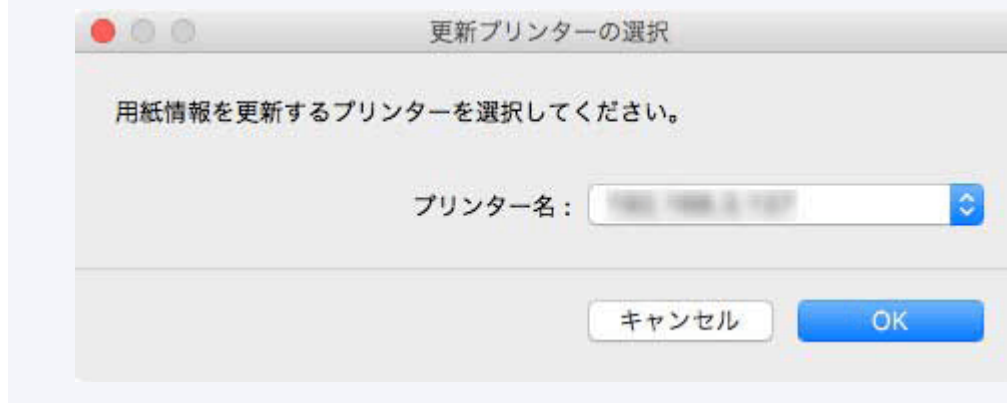 更新プリンターの選択
用紙情報を更新するプリンターを選択してください。
プリンター名：
キャンセル OK